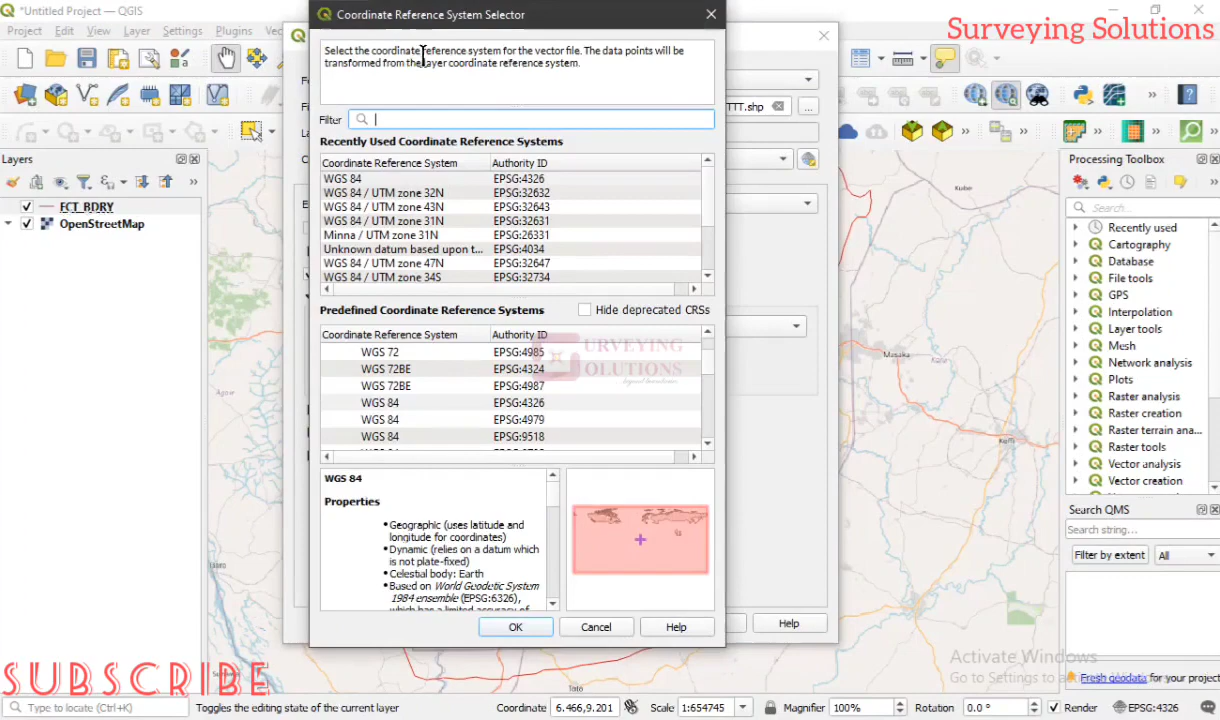 *Untitled Project — QGIS
Project Edit View Layer Settings Plugins Vec
Surveying Solutions
Coordinate Reference System Selector
Select the coordinate reference system for the vector file. The data points will be
transformed from the layer coordinate reference system.
TTT.shp
...
Filter
Recently Used Coordinate Reference Systems
Coordinate Reference System Authority ID
WGS 84 EPSG:4326
WGS 84 / UTM zone 32N EPSG:32632
WGS 84 / UTM zone 43N EPSG:32643
WGS 84 / UTM zone 31N EPSG:32631
Minna / UTM zone 31N EPSG:26331
Unknown datum based upon t... EPSG:4034
WGS 84 / UTM zone 47N EPSG:32647
WGS 84 / UTM zone 34S EPSG:32734
Predefined Coordinate Reference Systems
Hide deprecated CRSs
Coordinate Reference System Authority ID
WGS 72 EPSG:4985
WGS 72BE EPSG:4324
WGS 72BE EPSG:4987
WGS 84 EPSG:4326
WGS 84 EPSG:4979
WGS 84 EPSG:9518
URVEYING
OLUTIONS
WGS 84
Properties
• Geographic (uses latitude and
longitude for coordinates)
• Dynamic (relies on a datum which
is not plate-fixed)
• Celestial body: Earth
• Based on World Geodetic System
1984 ensemble (EPSG:6326),
which has a limited accuracy of
OK
Cancel
Help
Help
Layers
FCT_BDRY
OpenStreetMap
Masaka
Keffi
Toto
Processing Toolbox
Search...
Recently used
Cartography
Database
File tools
GPS
Interpolation
Layer tools
Mesh
Network analysis
Plots
Raster analysis
Raster creation
Raster terrain ana...
Raster tools
Vector analysis
Vector creation
Search QMS
Search string...
Filter by extent
All
Activate Windows
Go to Settings to a
Fresh geodata for your project
SUBSCRIBE
Type to locate (Ctrl+K)
Toggles the editing state of the current layer
Coordinate 6.466,9.201
Scale 1:654745
Magnifier 100%
Rotation 0.0 °
Render
EPSG:4326